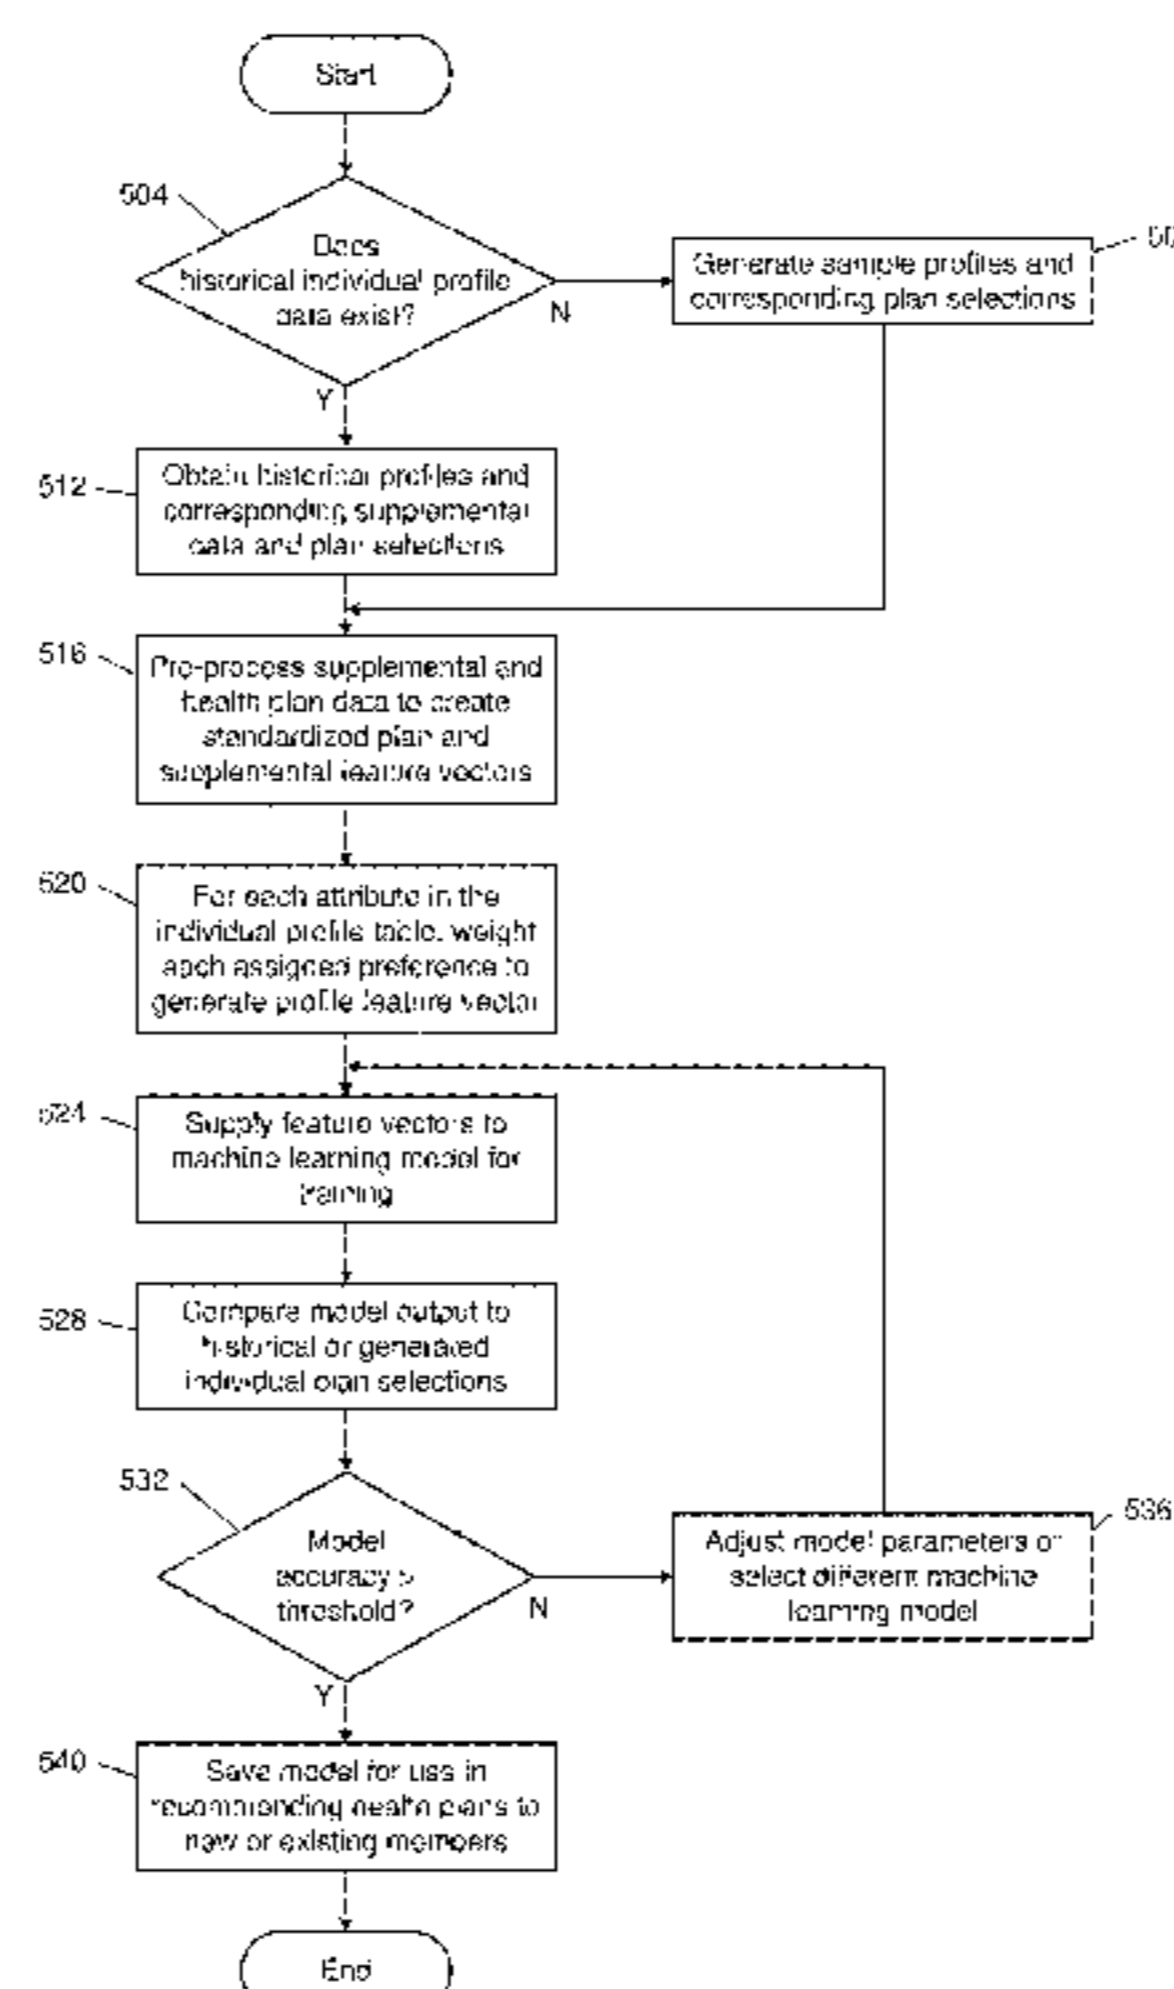 Start
504
Does
historical individual profile
data exist?
N
Y
50
Generate sample profiles and
corresponding plan selections
512
Obtain historical profiles and
corresponding supplemental
data and plan selections
516
Pre-process supplemental and
health plan data to create
standardized plan and
supplemental feature vectors
520
For each attribute in the
individual profile table, weight
each assigned preference to
generate profile feature vector
524
Supply feature vectors to
machine learning model for
training
528
Compare model output to
historical or generated
individual plan selections
532
Model
accuracy >
threshold?
N
Y
536
Adjust model parameters or
select different machine
learning model
540
Save model for use in
recommending health plans to
new or existing members
End